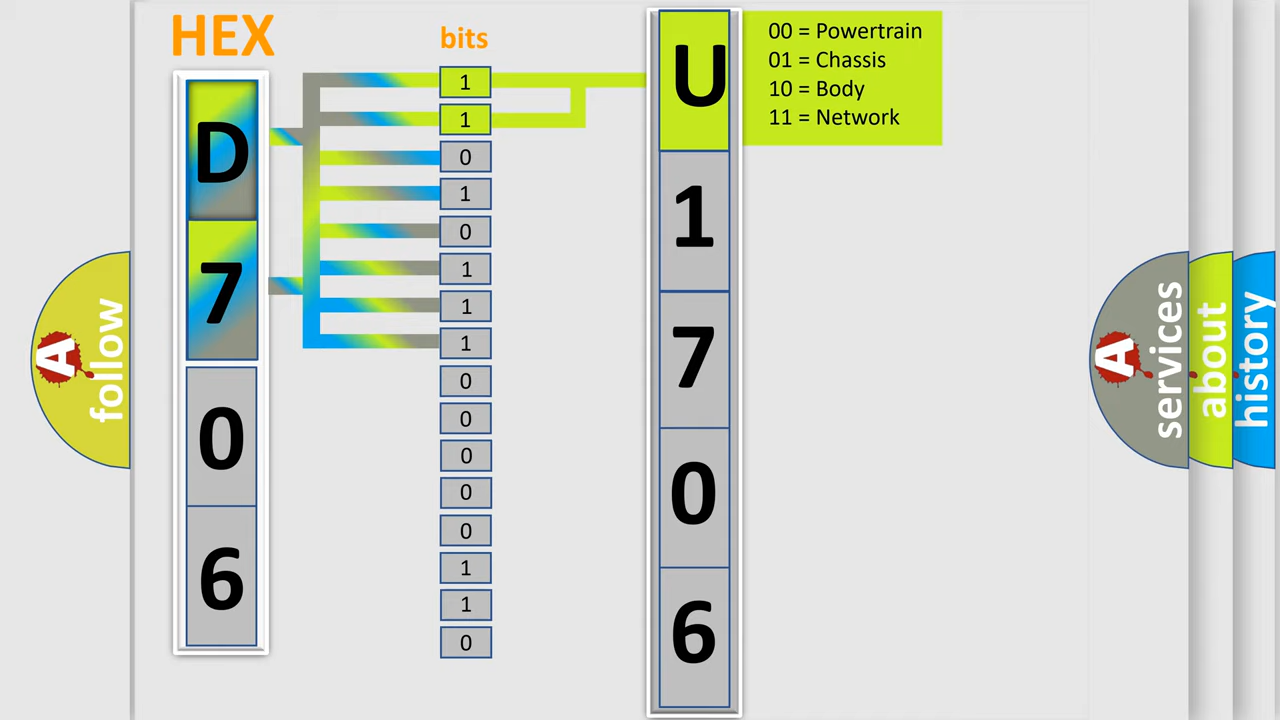 HEX
D
7
0
6
bits
1
1
0
1
0
1
1
1
0
0
0
0
0
1
1
0
U
1
7
0
6
00 = Powertrain
01 = Chassis
10 = Body
11 = Network
A
follow
A
services
about
history